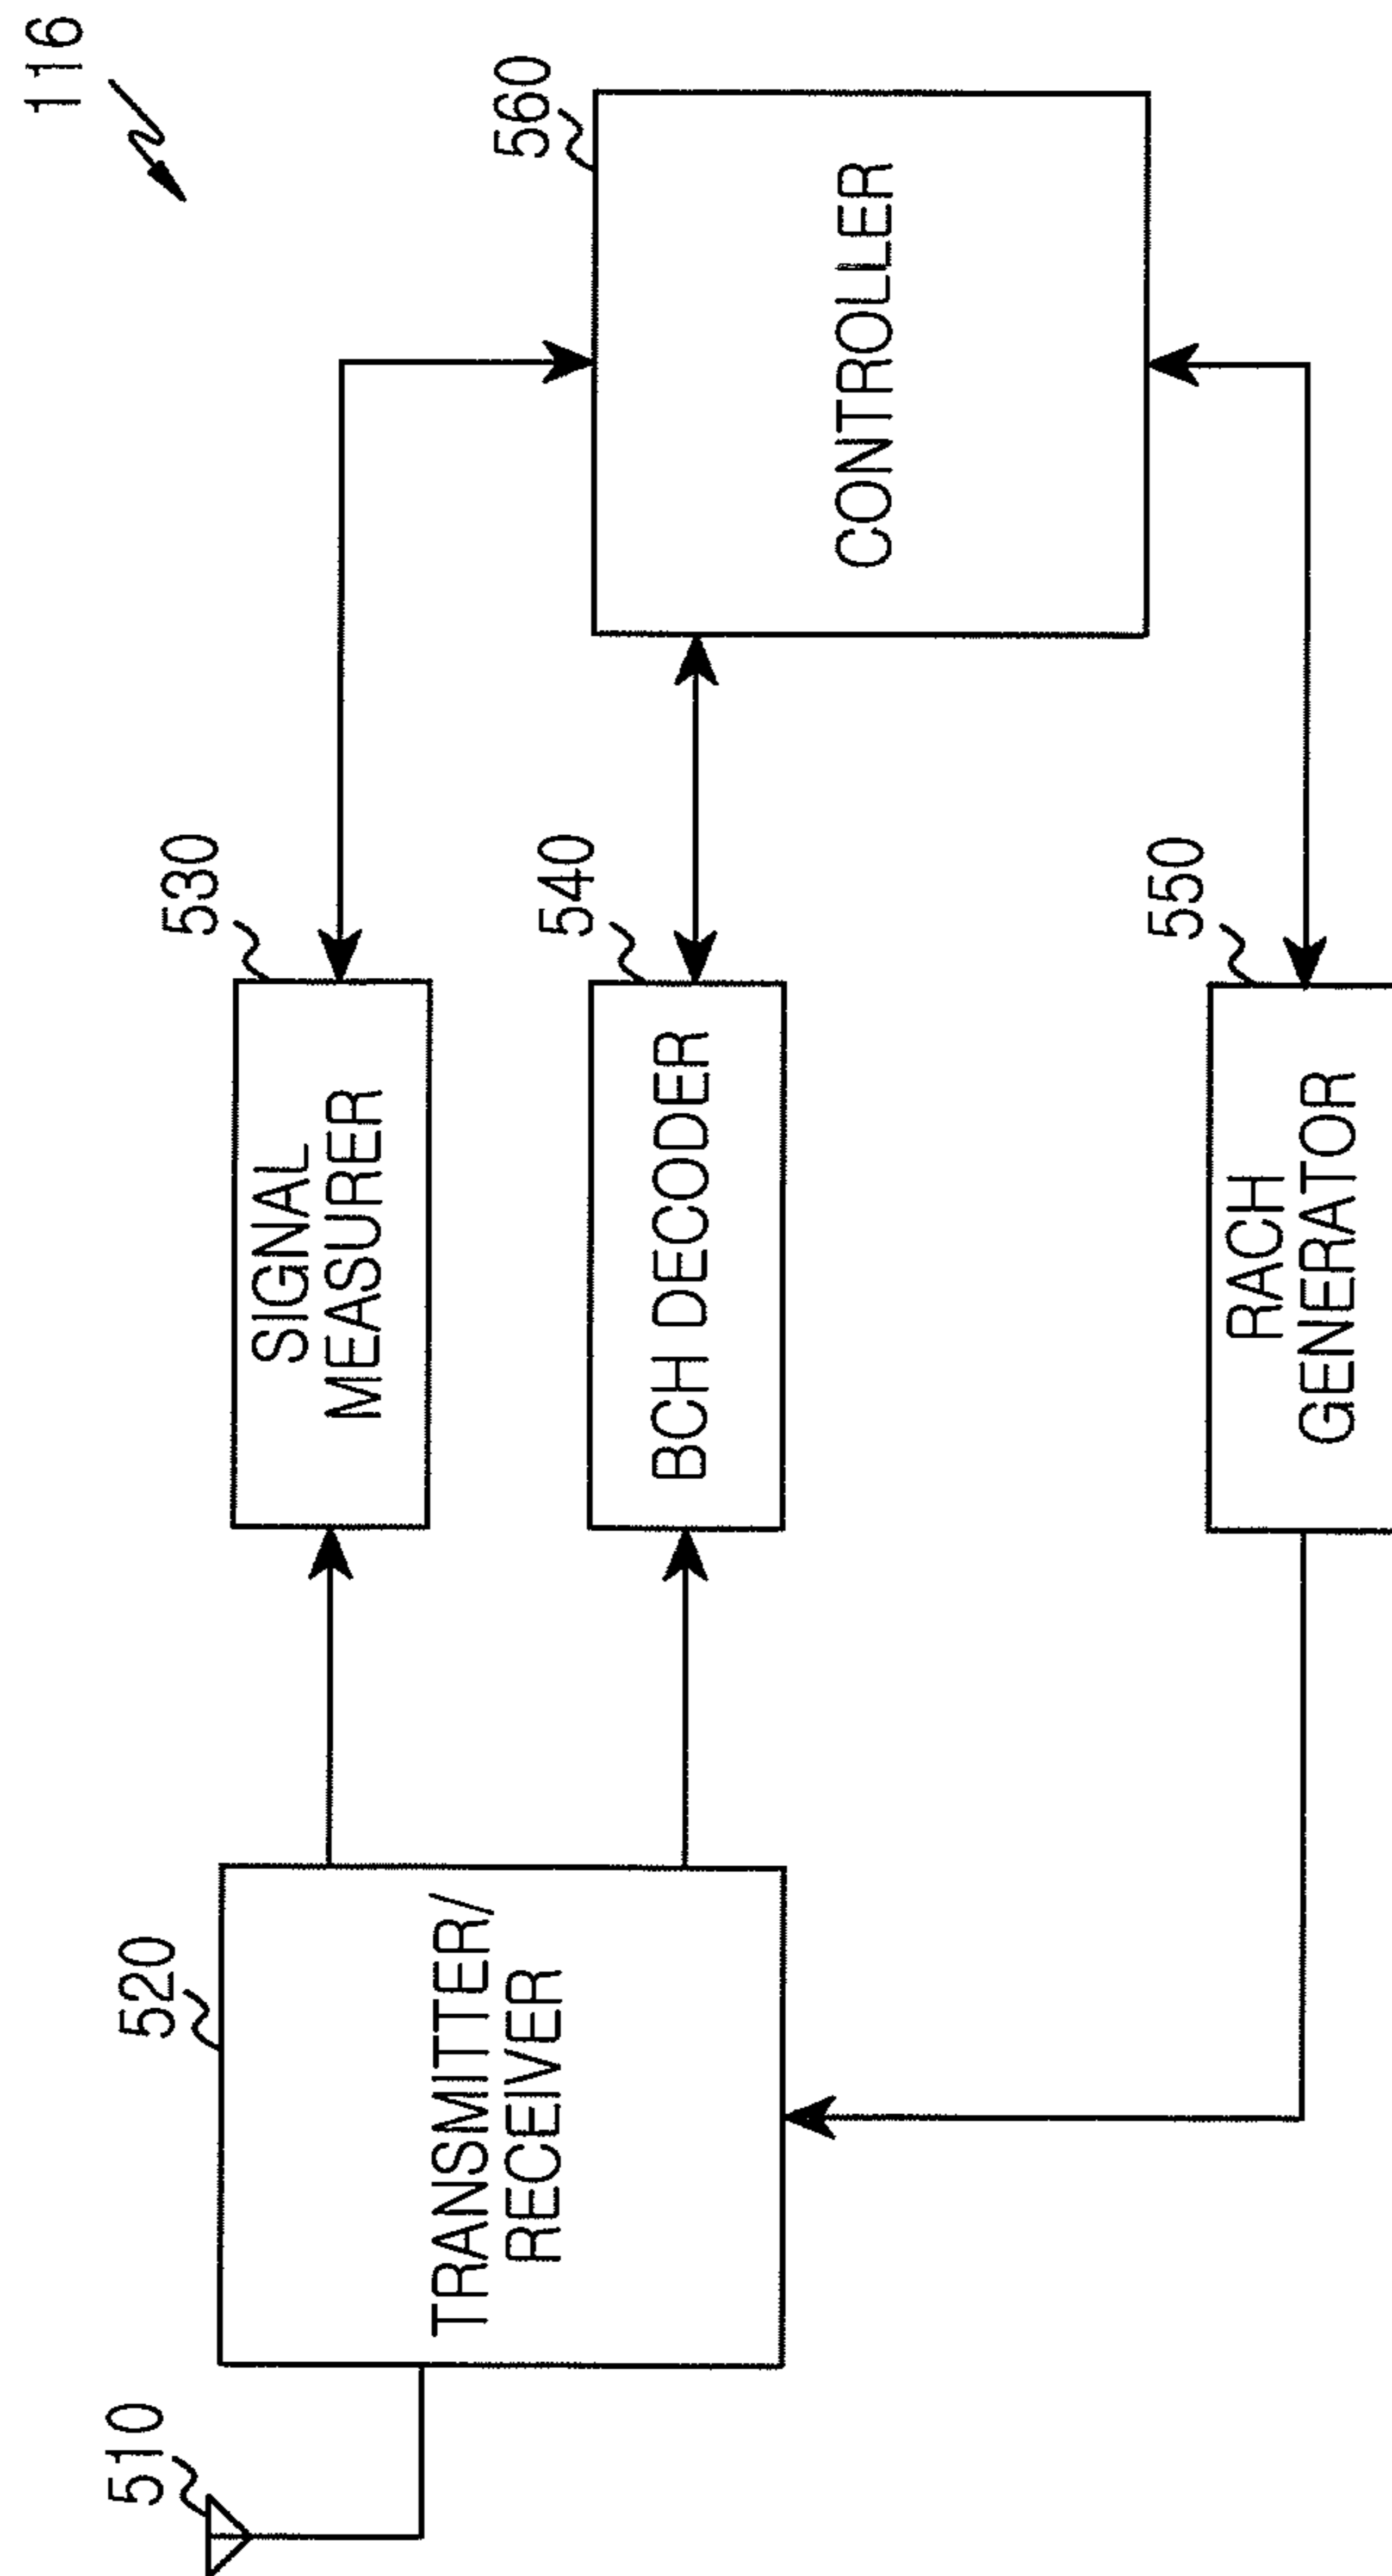 116
510
520
TRANSMITTER/
RECEIVER
530
SIGNAL
MEASURER
540
BCH DECODER
550
RACH
GENERATOR
560
CONTROLLER